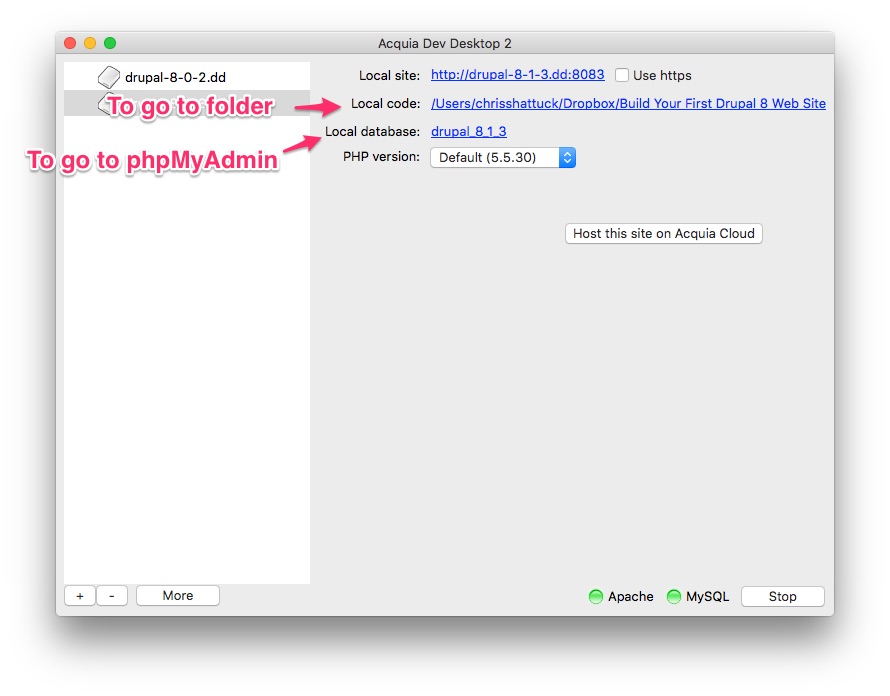 Acquia Dev Desktop 2
drupal-8-0-2.dd
Local site: http://drupal-8-1-3.dd:8083 Use https
To go to folder
Local code: /Users/chrisshattuck/Dropbox/Build Your First Drupal 8 Web Site
Local database: drupal_8_1_3
To go to phpMyAdmin
PHP version: Default (5.5.30)
Host this site on Acquia Cloud
+ - More
Apache MySQL Stop